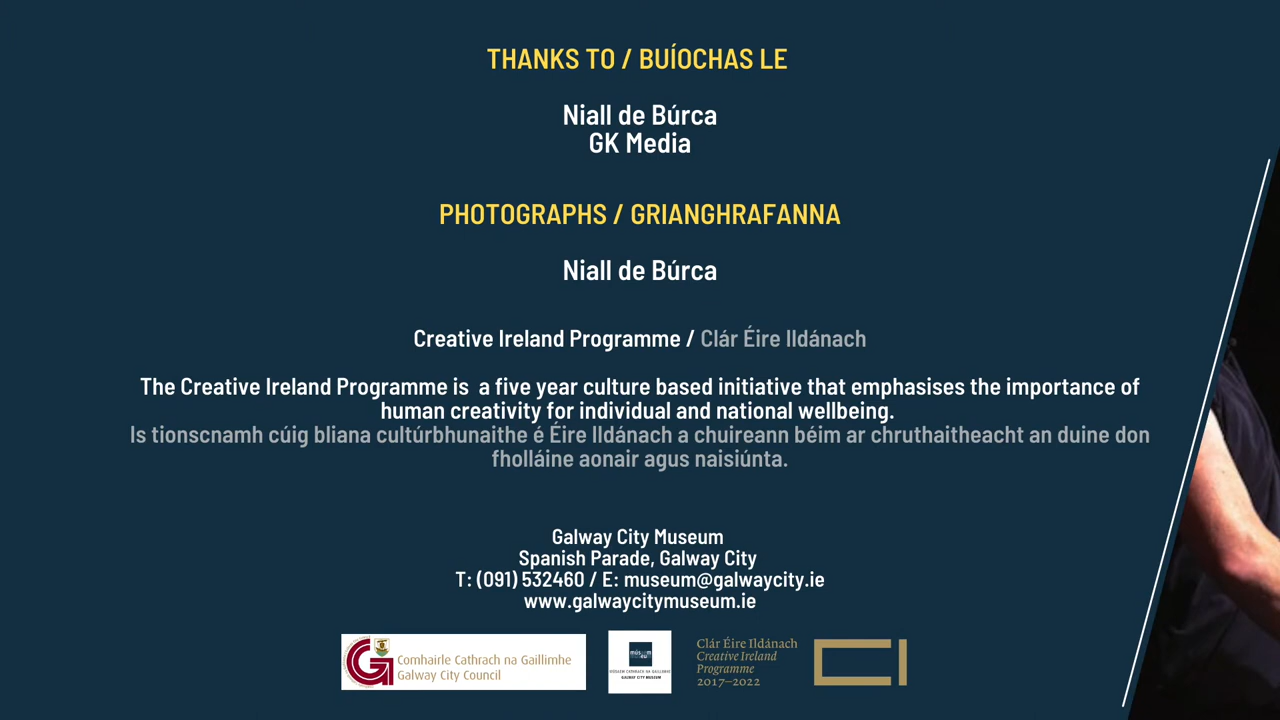 THANKS TO / BUÍOCHAS LE
Niall de Búrca
GK Media
PHOTOGRAPHS / GRIANGHRAFANNA
Niall de Búrca
Creative Ireland Programme / Clár Éire Ildánach
The Creative Ireland Programme is a five year culture based initiative that emphasises the importance of
human creativity for individual and national wellbeing.
Is tionscnamh cúig bliana cultúrbhunaithe é Éire Ildánach a chuireann béim ar chruthaitheacht an duine don
fholláine aonair agus naisiúnta.
Galway City Museum
Spanish Parade, Galway City
T: (091) 532460 / E: museum@galwaycity.ie
www.galwaycitymuseum.ie
Comhairle Cathrach na Gaillimhe
Galway City Council
GALWAY CITY MUSEUM
Clár Éire Ildánach
Creative Ireland
Programme
2017–2022